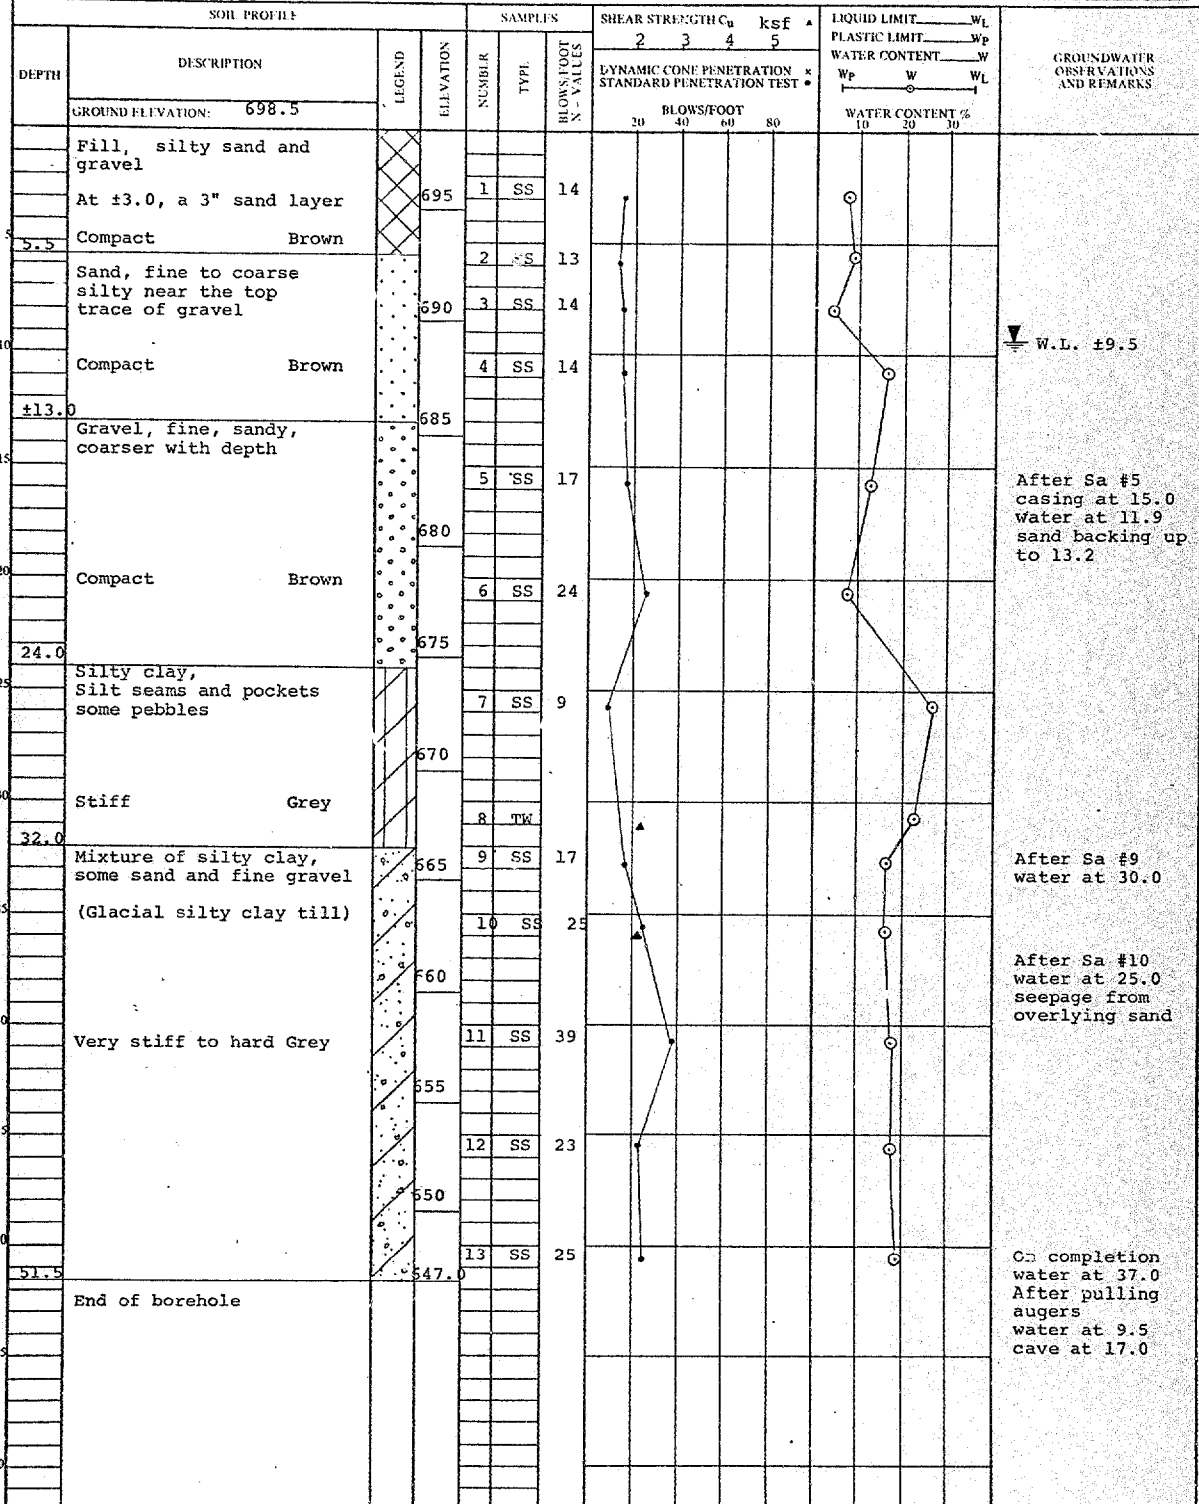 SOIL PROFILE
SAMPLES
SHEAR STRENGTH Cu ksf ▲
2 3 4 5
LIQUID LIMIT WL
PLASTIC LIMIT WP
WATER CONTENT W
WP W WL
DEPTH
DESCRIPTION
LEGEND
ELEVATION
NUMBER
TYPE
BLOWS/FOOT
N - VALUES
DYNAMIC CONE PENETRATION ×
STANDARD PENETRATION TEST •
GROUNDWATER
OBSERVATIONS
AND REMARKS
GROUND ELEVATION: 698.5
BLOWS/FOOT
20 40 60 80
WATER CONTENT %
10 20 30
Fill, silty sand and
gravel
At ±3.0, a 3" sand layer
695
1 SS 14
Compact Brown
5.5
2 SS 13
Sand, fine to coarse
silty near the top
trace of gravel
690
3 SS 14
W.L. ±9.5
Compact Brown
4 SS 14
±13.0
685
Gravel, fine, sandy,
coarser with depth
5 SS 17
After Sa #5
casing at 15.0
Water at 11.9
sand backing up
to 13.2
680
Compact Brown
6 SS 24
675
24.0
Silty clay,
Silt seams and pockets
some pebbles
7 SS 9
670
Stiff Grey
8 TW
32.0
Mixture of silty clay,
some sand and fine gravel
665
9 SS 17
After Sa #9
water at 30.0
(Glacial silty clay till)
10 SS 25
After Sa #10
water at 25.0
seepage from
overlying sand
660
Very stiff to hard Grey
11 SS 39
655
12 SS 23
650
13 SS 25
51.5
647.0
On completion
water at 37.0
After pulling
augers
water at 9.5
cave at 17.0
End of borehole